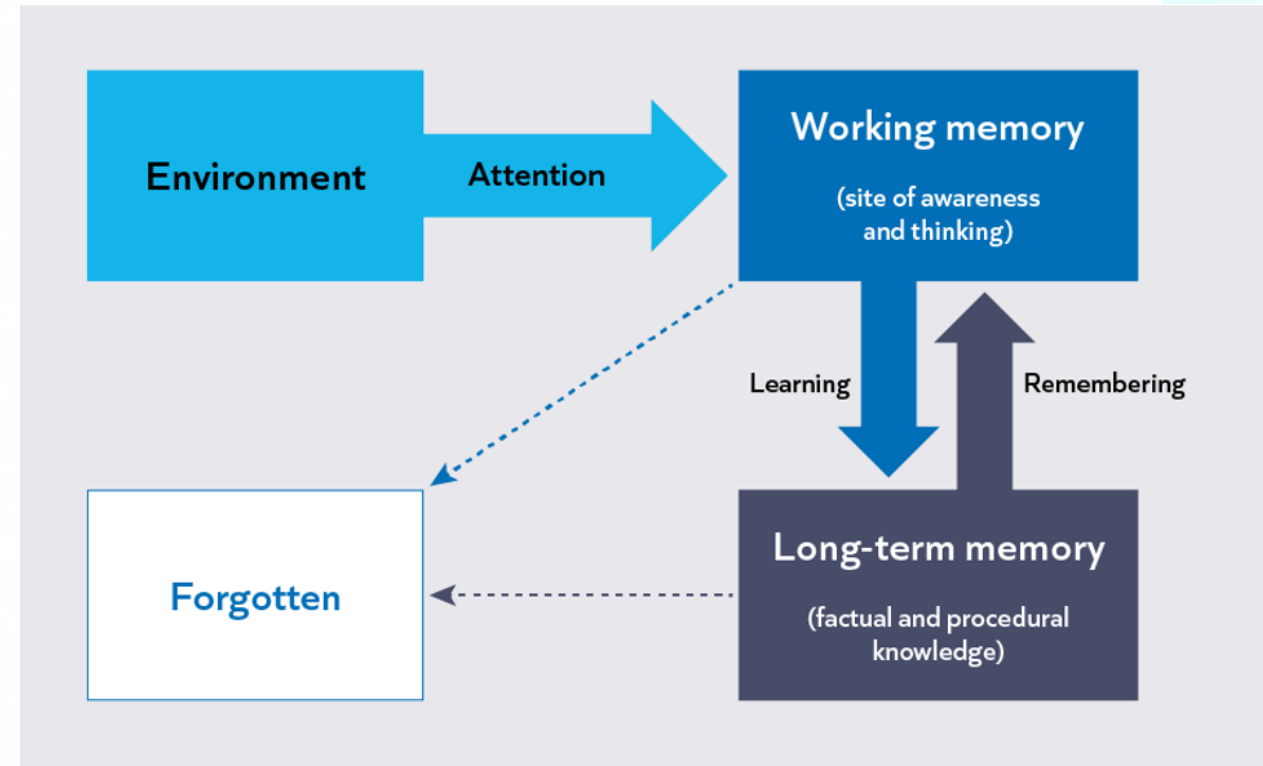 Environment
Attention
Working memory
(site of awareness
and thinking)
Learning
Remembering
Forgotten
Long-term memory
(factual and procedural
knowledge)